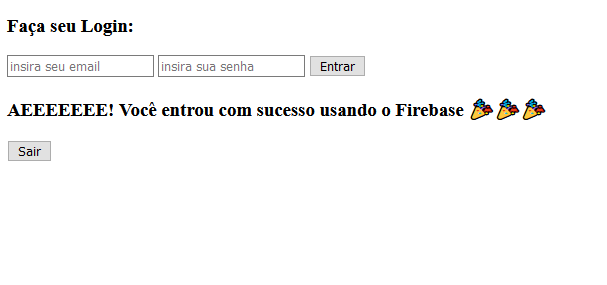 Faça seu Login:
insira seu email insira sua senha Entrar
AEEEEEEE! Você entrou com sucesso usando o Firebase 🎉🎉🎉
Sair